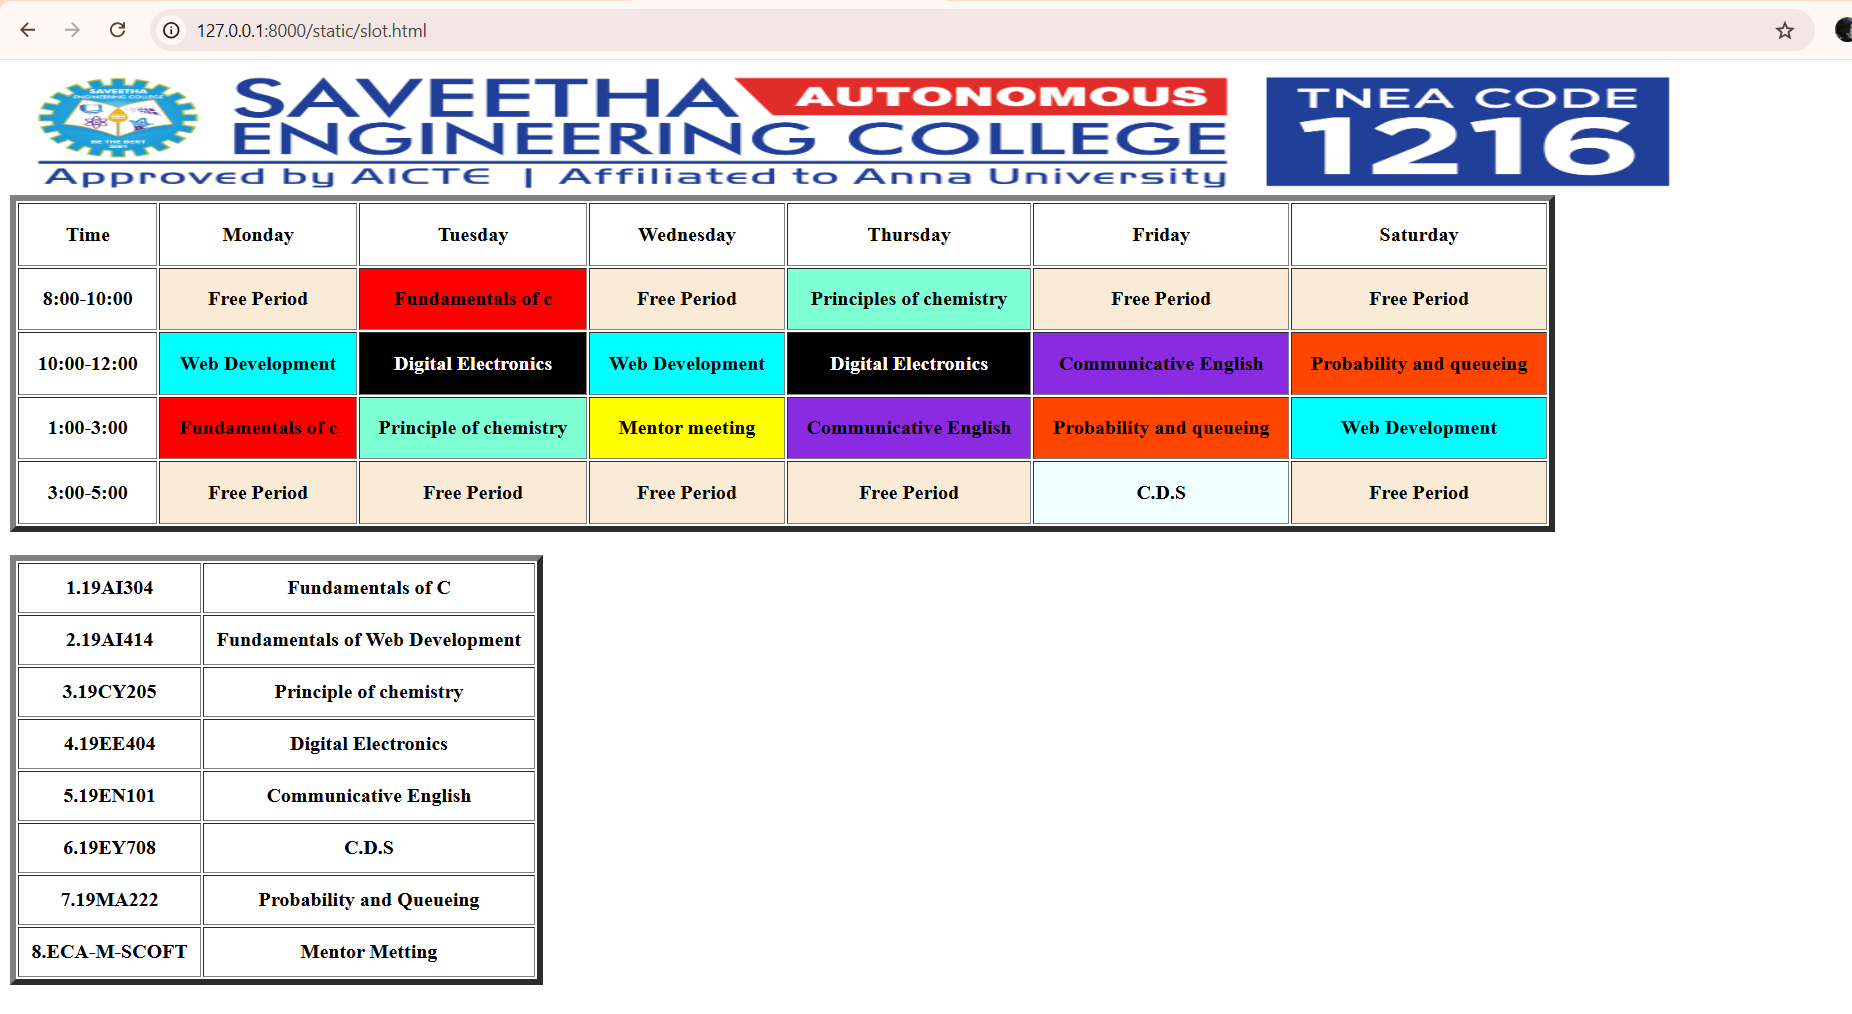 127.0.0.1:8000/static/slot.html
SAVEETHA AUTONOMOUS
ENGINEERING COLLEGE
Approved by AICTE | Affiliated to Anna University
TNEA CODE
1216
SAVEETHA
ENGINEERING COLLEGE
BE THE BEST
Time Monday Tuesday Wednesday Thursday Friday Saturday
8:00-10:00 Free Period Fundamentals of c Free Period Principles of chemistry Free Period Free Period
10:00-12:00 Web Development Digital Electronics Web Development Digital Electronics Communicative English Probability and queueing
1:00-3:00 Fundamentals of c Principle of chemistry Mentor meeting Communicative English Probability and queueing Web Development
3:00-5:00 Free Period Free Period Free Period Free Period C.D.S Free Period
1.19AI304 Fundamentals of C
2.19AI414 Fundamentals of Web Development
3.19CY205 Principle of chemistry
4.19EE404 Digital Electronics
5.19EN101 Communicative English
6.19EY708 C.D.S
7.19MA222 Probability and Queueing
8.ECA-M-SCOFT Mentor Metting